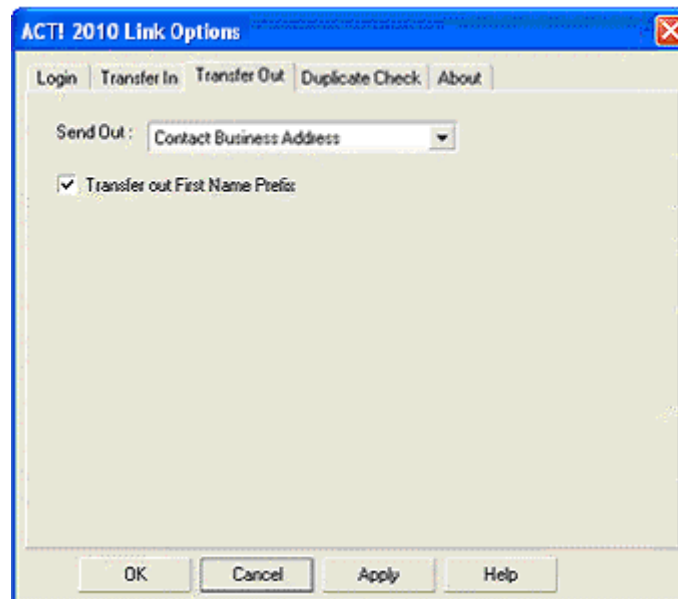 ACT! 2010 Link Options
Login Transfer In Transfer Out Duplicate Check About
Send Out : Contact Business Address
Transfer out First Name Prefix
OK Cancel Apply Help